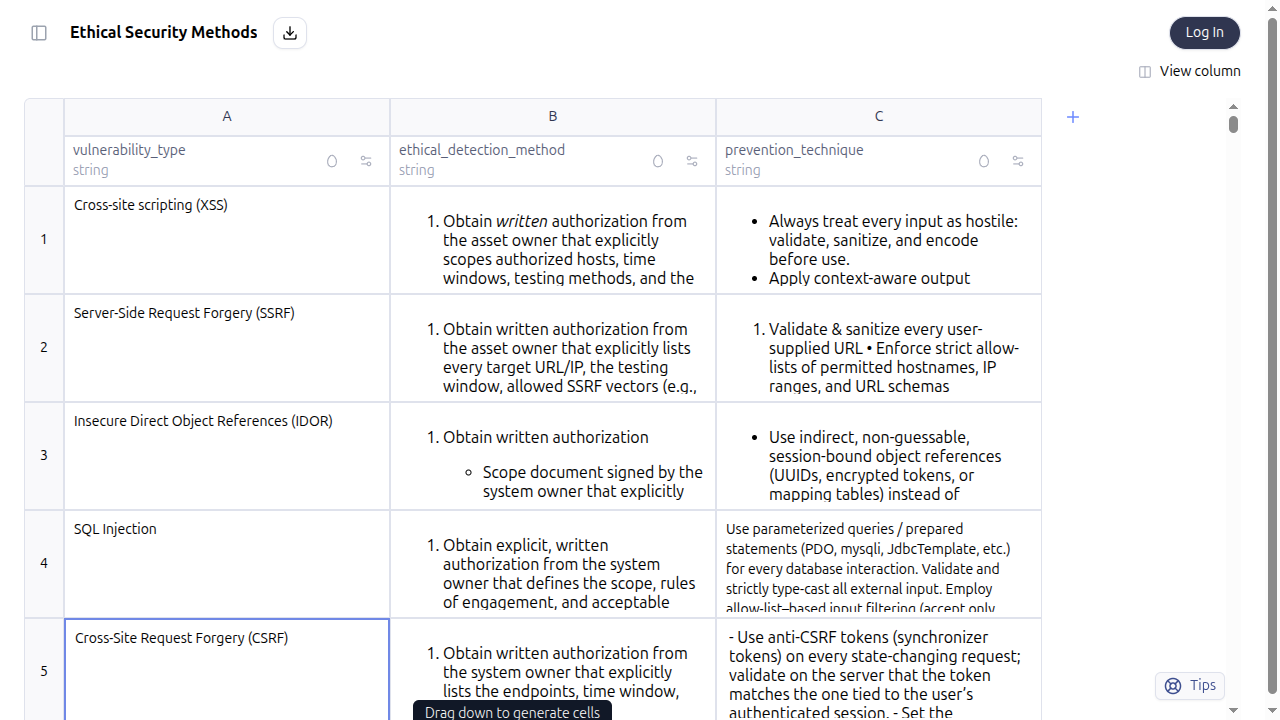 Ethical Security Methods
Log In
View column
A
B
C
vulnerability_type
string
ethical_detection_method
string
prevention_technique
string
1
Cross-site scripting (XSS)
1. Obtain written authorization from
the asset owner that explicitly
scopes authorized hosts, time
windows, testing methods, and the
• Always treat every input as hostile:
validate, sanitize, and encode
before use.
• Apply context-aware output
2
Server-Side Request Forgery (SSRF)
1. Obtain written authorization from
the asset owner that explicitly lists
every target URL/IP, the testing
window, allowed SSRF vectors (e.g.,
1. Validate & sanitize every user-
supplied URL • Enforce strict allow-
lists of permitted hostnames, IP
ranges, and URL schemas
3
Insecure Direct Object References (IDOR)
1. Obtain written authorization
◦ Scope document signed by the
system owner that explicitly
• Use indirect, non-guessable,
session-bound object references
(UUIDs, encrypted tokens, or
mapping tables) instead of
4
SQL Injection
1. Obtain explicit, written
authorization from the system
owner that defines the scope, rules
of engagement, and acceptable
Use parameterized queries / prepared
statements (PDO, mysqli, JdbcTemplate, etc.)
for every database interaction. Validate and
strictly type-cast all external input. Employ
allow-list–based input filtering (accept only
5
Cross-Site Request Forgery (CSRF)
1. Obtain written authorization from
the system owner that explicitly
lists the endpoints, time window,
- Use anti-CSRF tokens (synchronizer
tokens) on every state-changing request;
validate on the server that the token
matches the one tied to the user’s
authenticated session. - Set the
Drag down to generate cells
Tips